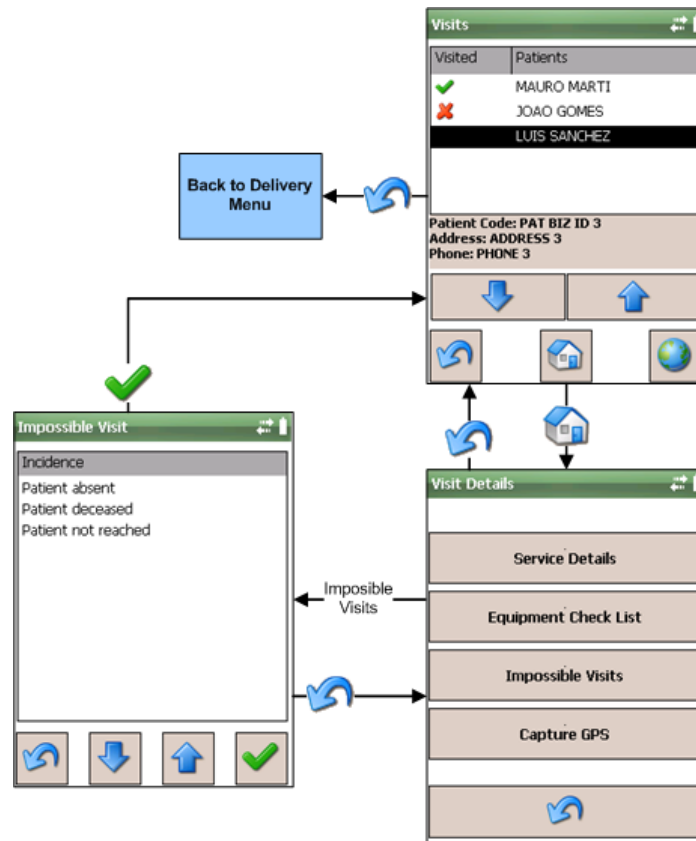 Visits
Visited Patients
MAURO MARTI
JOAO GOMES
LUIS SANCHEZ
Back to Delivery
Menu
Patient Code: PAT BIZ ID 3
Address: ADDRESS 3
Phone: PHONE 3
Impossible Visit
Incidence
Patient absent
Patient deceased
Patient not reached
Visit Details
Service Details
Imposible
Visits
Equipment Check List
Impossible Visits
Capture GPS